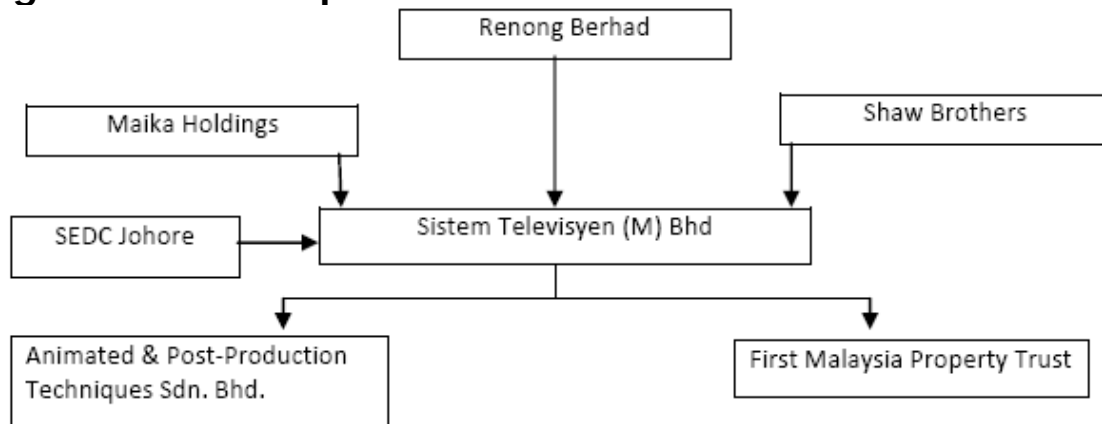 Renong Berhad
Maika Holdings
Shaw Brothers
SEDC Johore
Sistem Televisyen (M) Bhd
Animated & Post-Production
Techniques Sdn. Bhd.
First Malaysia Property Trust